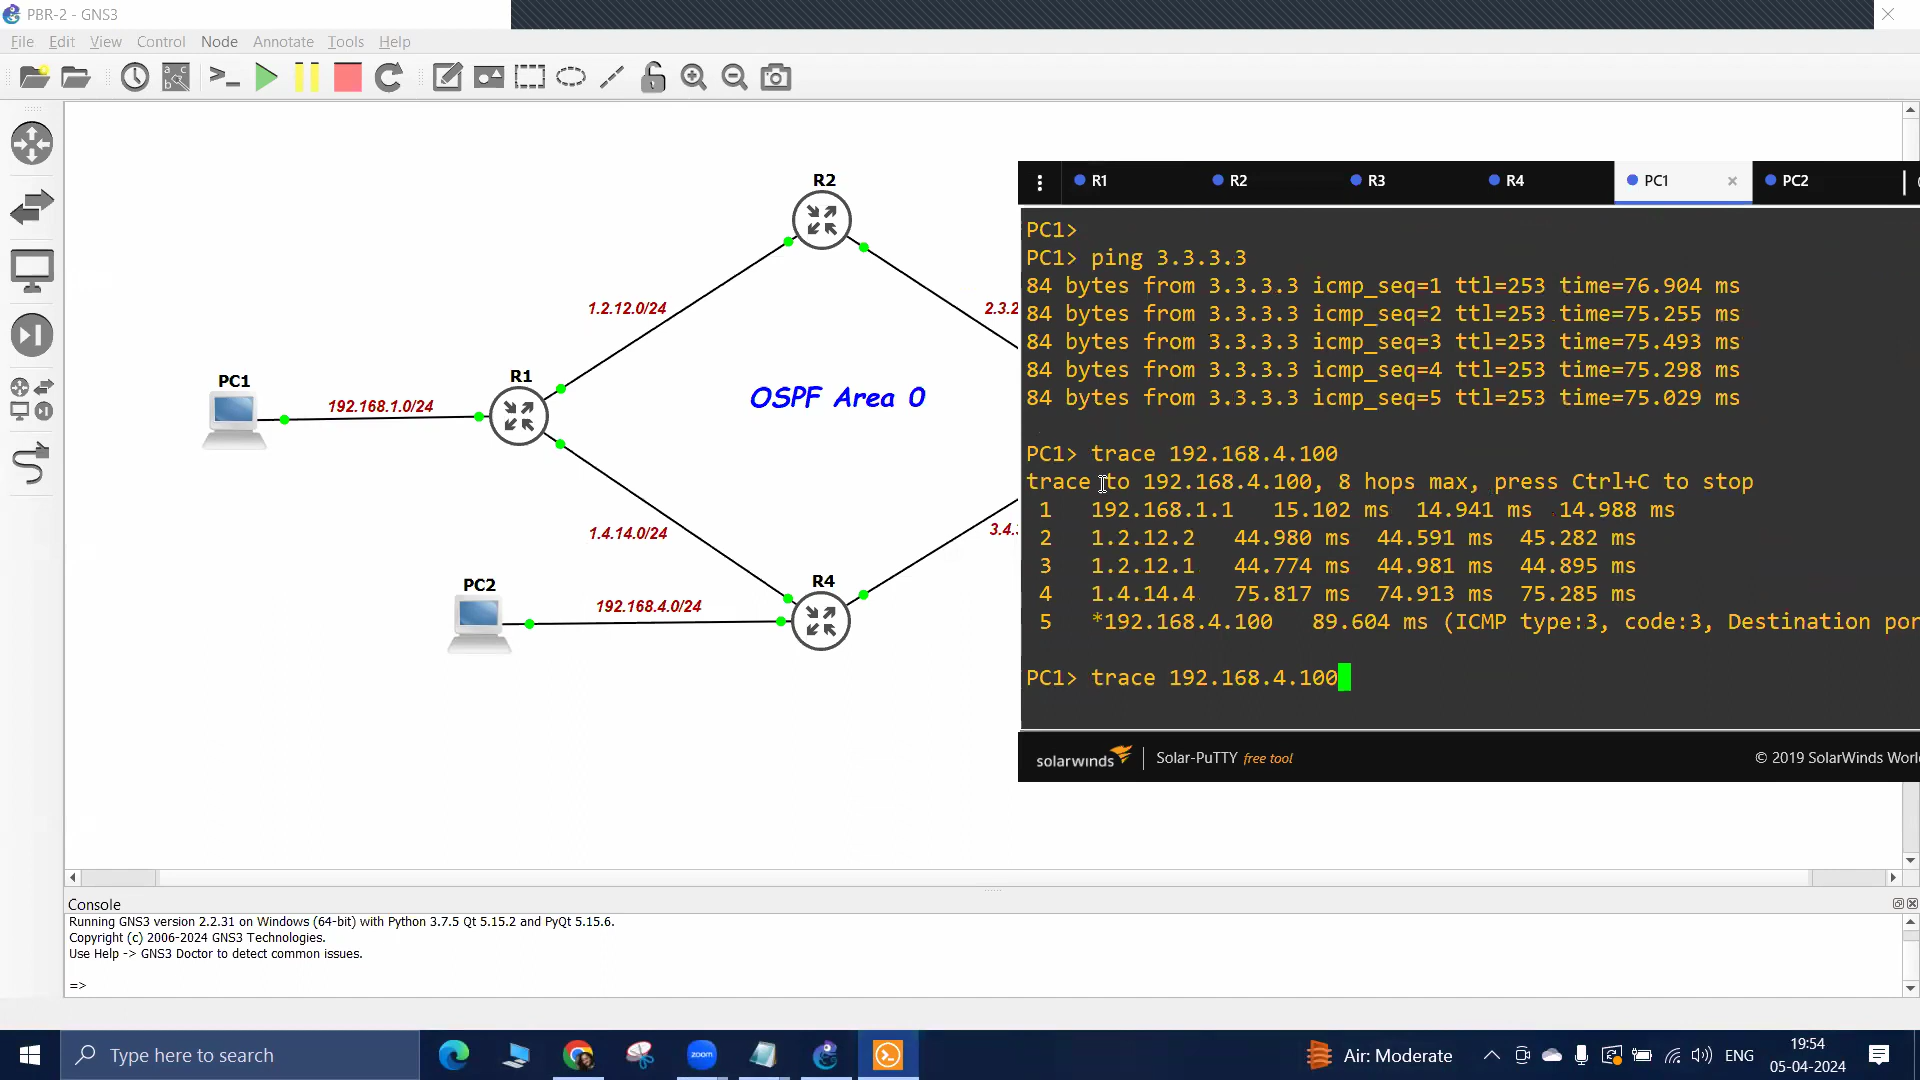 PBR-2 - GNS3
File Edit View Control Node Annotate Tools Help
R1 R2 R3 R4 PC1 × PC2
PC1>
PC1> ping 3.3.3.3
84 bytes from 3.3.3.3 icmp_seq=1 ttl=253 time=76.904 ms
84 bytes from 3.3.3.3 icmp_seq=2 ttl=253 time=75.255 ms
84 bytes from 3.3.3.3 icmp_seq=3 ttl=253 time=75.493 ms
84 bytes from 3.3.3.3 icmp_seq=4 ttl=253 time=75.298 ms
84 bytes from 3.3.3.3 icmp_seq=5 ttl=253 time=75.029 ms
PC1> trace 192.168.4.100
trace to 192.168.4.100, 8 hops max, press Ctrl+C to stop
1 192.168.1.1 15.102 ms 14.941 ms 14.988 ms
2 1.2.12.2 44.980 ms 44.591 ms 45.282 ms
3 1.2.12.1 44.774 ms 44.981 ms 44.895 ms
4 1.4.14.4 75.817 ms 74.913 ms 75.285 ms
5 *192.168.4.100 89.604 ms (ICMP type:3, code:3, Destination por
PC1> trace 192.168.4.100
solarwinds Solar-PuTTY free tool © 2019 SolarWinds Worl
R2
1.2.12.0/24
2.3.2
PC1
192.168.1.0/24
R1
OSPF Area 0
1.4.14.0/24
3.4.
PC2
192.168.4.0/24
R4
Console
Running GNS3 version 2.2.31 on Windows (64-bit) with Python 3.7.5 Qt 5.15.2 and PyQt 5.15.6.
Copyright (c) 2006-2024 GNS3 Technologies.
Use Help -> GNS3 Doctor to detect common issues.
=>
Type here to search
zoom
Air: Moderate
ENG
19:54
05-04-2024